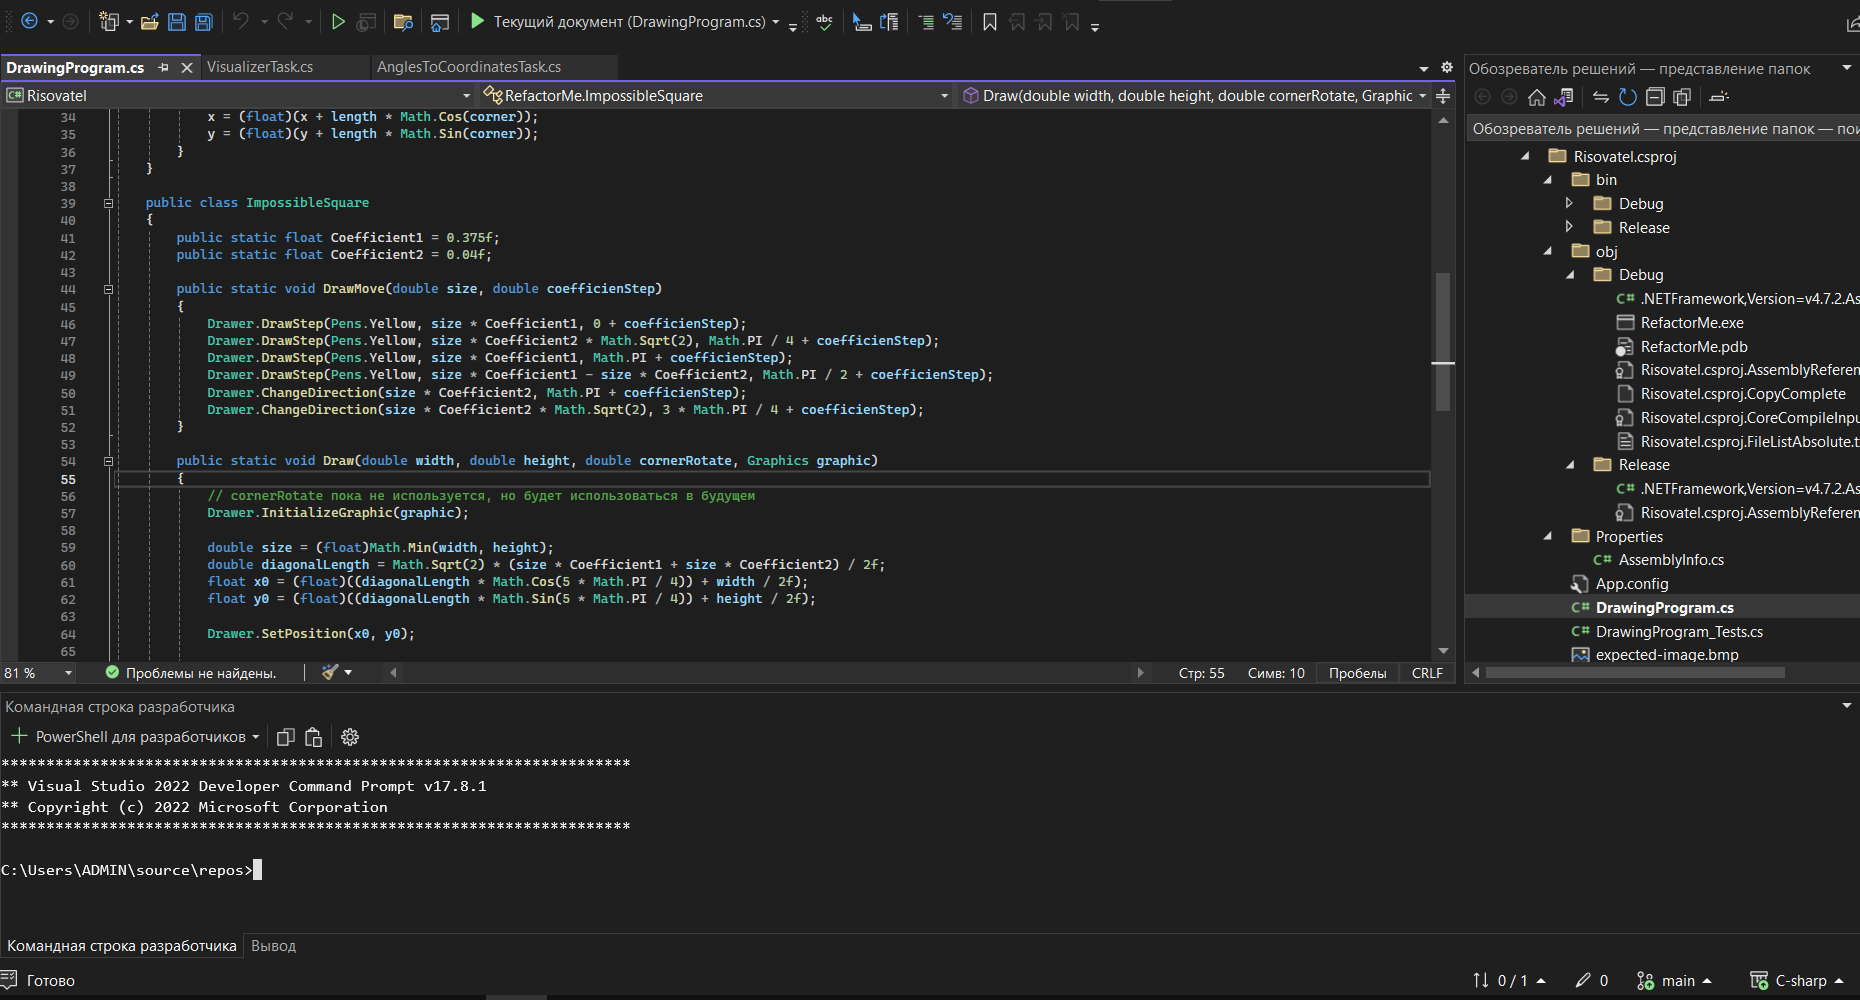 Текущий документ (DrawingProgram.cs)
abc
DrawingProgram.cs
VisualizerTask.cs
AnglesToCoordinatesTask.cs
C# Risovatel
RefactorMe.ImpossibleSquare
Draw(double width, double height, double cornerRotate, Graphic
34 x = (float)(x + length * Math.Cos(corner));
35 y = (float)(y + length * Math.Sin(corner));
36 }
37 }
38
39 public class ImpossibleSquare
40 {
41 public static float Coefficient1 = 0.375f;
42 public static float Coefficient2 = 0.04f;
43
44 public static void DrawMove(double size, double coefficienStep)
45 {
46 Drawer.DrawStep(Pens.Yellow, size * Coefficient1, 0 + coefficienStep);
47 Drawer.DrawStep(Pens.Yellow, size * Coefficient2 * Math.Sqrt(2), Math.PI / 4 + coefficienStep);
48 Drawer.DrawStep(Pens.Yellow, size * Coefficient1, Math.PI + coefficienStep);
49 Drawer.DrawStep(Pens.Yellow, size * Coefficient1 - size * Coefficient2, Math.PI / 2 + coefficienStep);
50 Drawer.ChangeDirection(size * Coefficient2, Math.PI + coefficienStep);
51 Drawer.ChangeDirection(size * Coefficient2 * Math.Sqrt(2), 3 * Math.PI / 4 + coefficienStep);
52 }
53
54 public static void Draw(double width, double height, double cornerRotate, Graphics graphic)
55 {
56 // cornerRotate пока не используется, но будет использоваться в будущем
57 Drawer.InitializeGraphic(graphic);
58
59 double size = (float)Math.Min(width, height);
60 double diagonalLength = Math.Sqrt(2) * (size * Coefficient1 + size * Coefficient2) / 2f;
61 float x0 = (float)((diagonalLength * Math.Cos(5 * Math.PI / 4)) + width / 2f);
62 float y0 = (float)((diagonalLength * Math.Sin(5 * Math.PI / 4)) + height / 2f);
63
64 Drawer.SetPosition(x0, y0);
65
81 %
Проблемы не найдены.
Стр: 55
Симв: 10
Пробелы
CRLF
Обозреватель решений — представление папок
Обозреватель решений — представление папок — пои
Risovatel.csproj
bin
Debug
Release
obj
Debug
C# .NETFramework,Version=v4.7.2.As
RefactorMe.exe
RefactorMe.pdb
Risovatel.csproj.AssemblyReferen
Risovatel.csproj.CopyComplete
Risovatel.csproj.CoreCompileInpu
Risovatel.csproj.FileListAbsolute.t
Release
C# .NETFramework,Version=v4.7.2.As
Risovatel.csproj.AssemblyReferen
Properties
C# AssemblyInfo.cs
App.config
C# DrawingProgram.cs
C# DrawingProgram_Tests.cs
expected-image.bmp
Командная строка разработчика
PowerShell для разработчиков
**********************************************************************
** Visual Studio 2022 Developer Command Prompt v17.8.1
** Copyright (c) 2022 Microsoft Corporation
**********************************************************************
C:\Users\ADMIN\source\repos>
Командная строка разработчика
Вывод
Готово
0 / 1
0
main
C-sharp